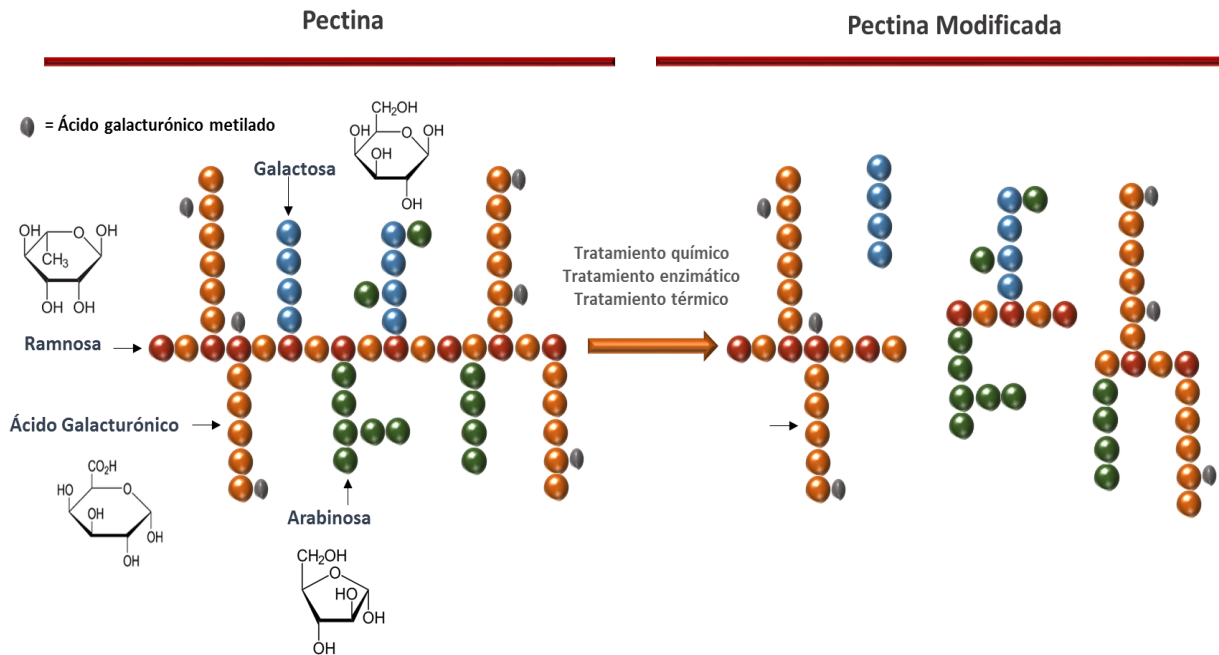 Pectina
Pectina Modificada
= Ácido galacturónico metilado
Galactosa
CH2OH
OH
O
OH
OH
OH
OH
O
OH
CH3
OH
OH
Ramnosa
Ácido Galacturónico
CO2H
HO
O
OH
OH
OH
Arabinosa
CH2OH
O
HO
OH
OH
Tratamiento químico
Tratamiento enzimático
Tratamiento térmico